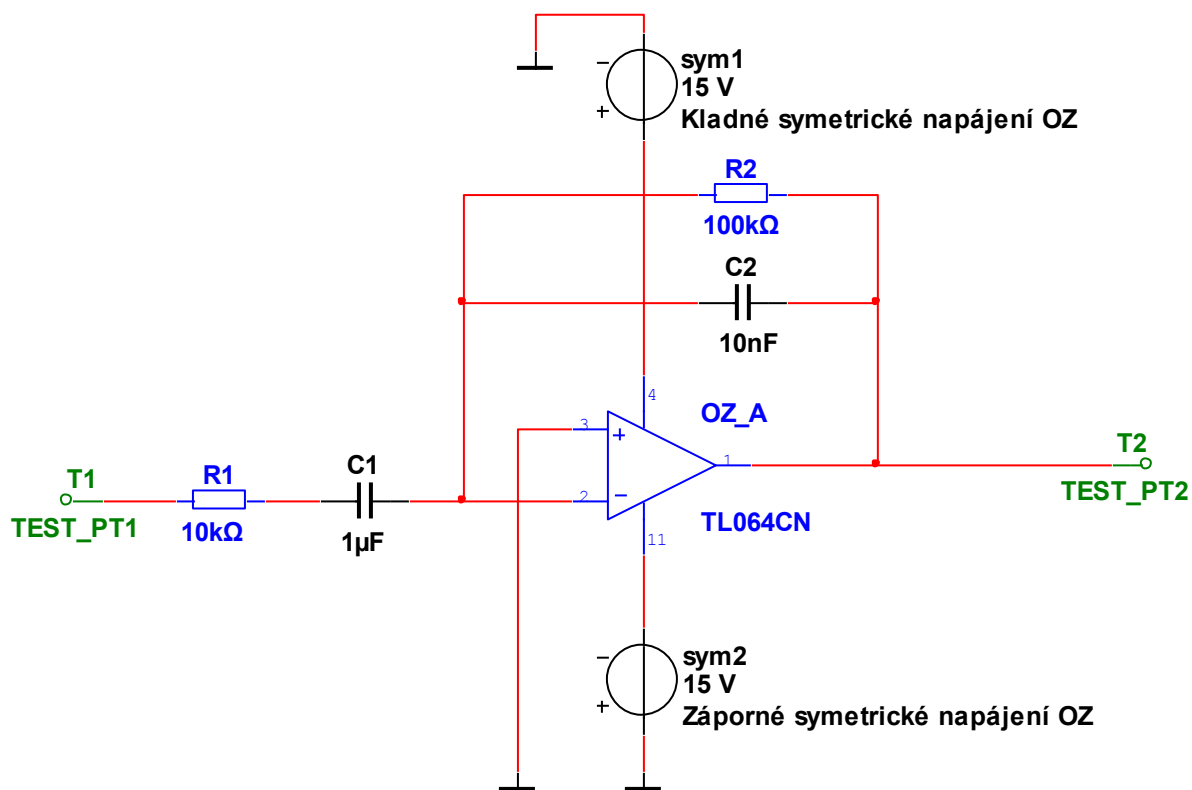 sym1
−
15 V
+
Kladné symetrické napájení OZ
R2
100kΩ
C2
10nF
4
OZ_A
3
+
1
T2
TEST_PT2
T1
TEST_PT1
R1
10kΩ
C1
1µF
2
−
TL064CN
11
sym2
−
15 V
+
Záporné symetrické napájení OZ